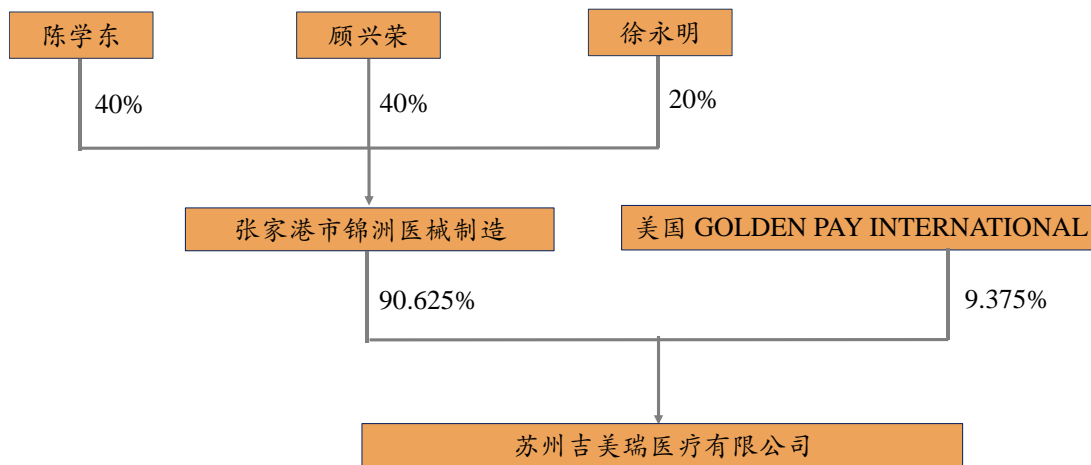 陈学东
顾兴荣
徐永明
40%
40%
20%
张家港市锦洲医械制造
美国 GOLDEN PAY INTERNATIONAL
90.625%
9.375%
苏州吉美瑞医疗有限公司